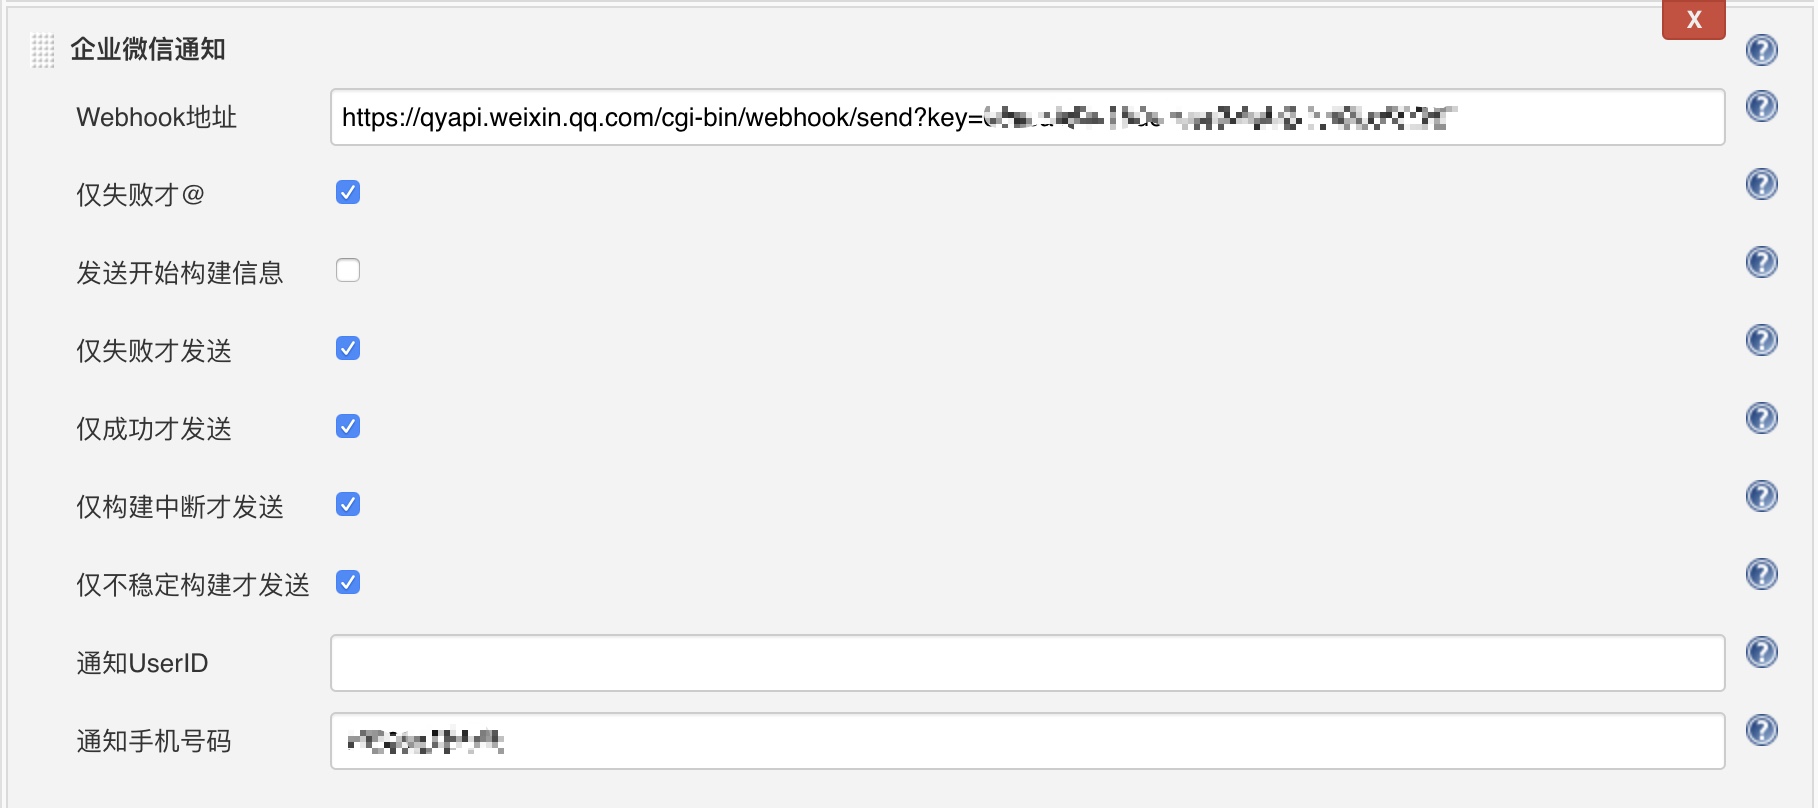 企业微信通知
X
Webhook地址
https://qyapi.weixin.qq.com/cgi-bin/webhook/send?key=
仅失败才@
发送开始构建信息
仅失败才发送
仅成功才发送
仅构建中断才发送
仅不稳定构建才发送
通知UserID
通知手机号码